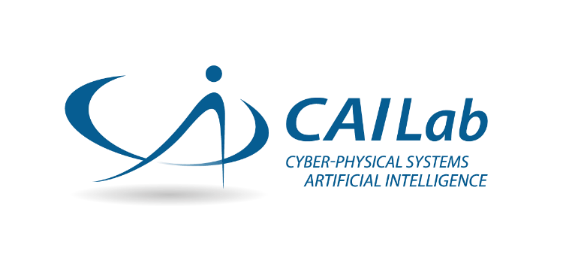 CAILab
CYBER-PHYSICAL SYSTEMS
ARTIFICIAL INTELLIGENCE